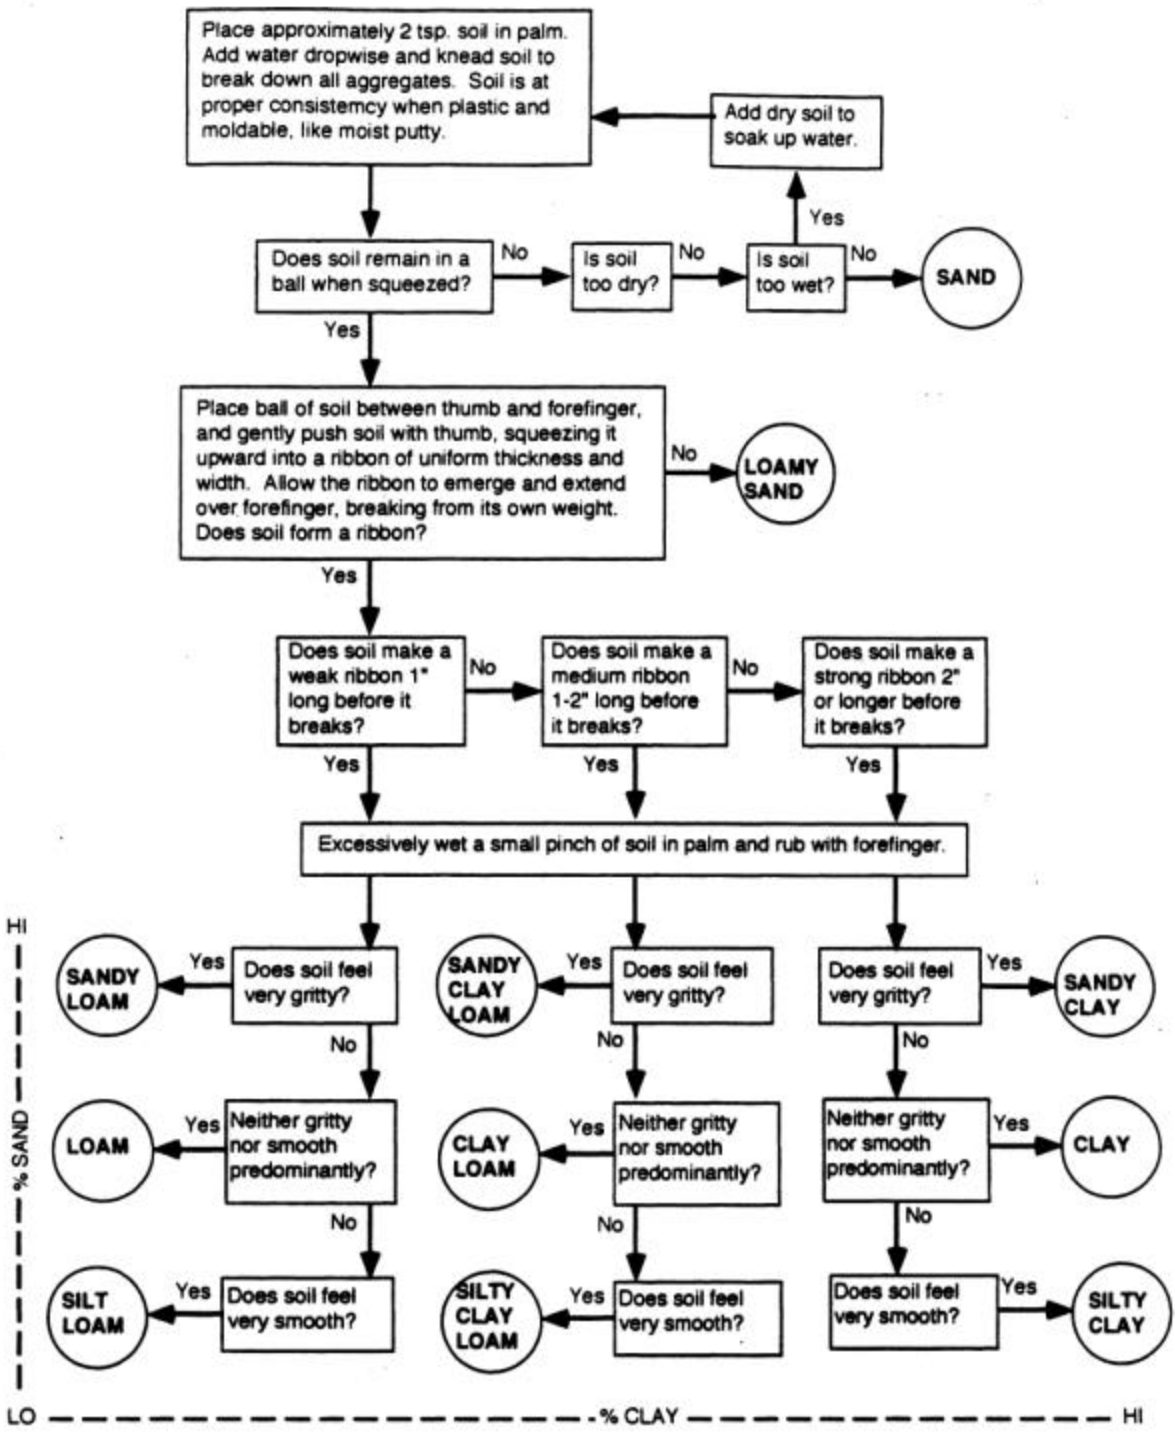 Place approximately 2 tsp. soil in palm.
Add water dropwise and knead soil to
break down all aggregates. Soil is at
proper consistemcy when plastic and
moldable, like moist putty.
Add dry soil to
soak up water.
Yes
Does soil remain in a
ball when squeezed?
No
Is soil
too dry?
No
Is soil
too wet?
No
SAND
Yes
Place ball of soil between thumb and forefinger,
and gently push soil with thumb, squeezing it
upward into a ribbon of uniform thickness and
width. Allow the ribbon to emerge and extend
over forefinger, breaking from its own weight.
Does soil form a ribbon?
No
LOAMY
SAND
Yes
Does soil make a
weak ribbon 1"
long before it
breaks?
No
Does soil make a
medium ribbon
1-2" long before
it breaks?
No
Does soil make a
strong ribbon 2"
or longer before
it breaks?
Yes
Yes
Yes
Excessively wet a small pinch of soil in palm and rub with forefinger.
HI
SANDY
LOAM
Yes
Does soil feel
very gritty?
SANDY
CLAY
LOAM
Yes
Does soil feel
very gritty?
Does soil feel
very gritty?
Yes
SANDY
CLAY
No
No
No
% SAND
LOAM
Yes
Neither gritty
nor smooth
predominantly?
CLAY
LOAM
Yes
Neither gritty
nor smooth
predominantly?
Neither gritty
nor smooth
predominantly?
Yes
CLAY
No
No
No
SILT
LOAM
Yes
Does soil feel
very smooth?
SILTY
CLAY
LOAM
Yes
Does soil feel
very smooth?
Does soil feel
very smooth?
Yes
SILTY
CLAY
LO
% CLAY
HI